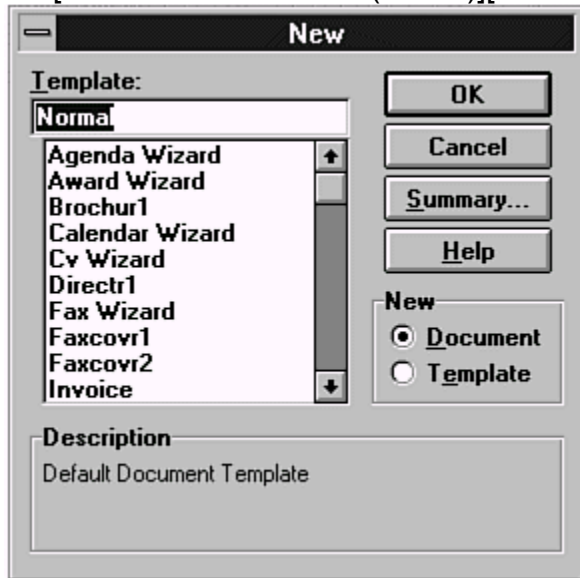 New
Template:
Normal
Agenda Wizard
Award Wizard
Brochur1
Calendar Wizard
Cv Wizard
Directr1
Fax Wizard
Faxcovr1
Faxcovr2
Invoice
OK
Cancel
Summary...
Help
New
Document
Template
Description
Default Document Template